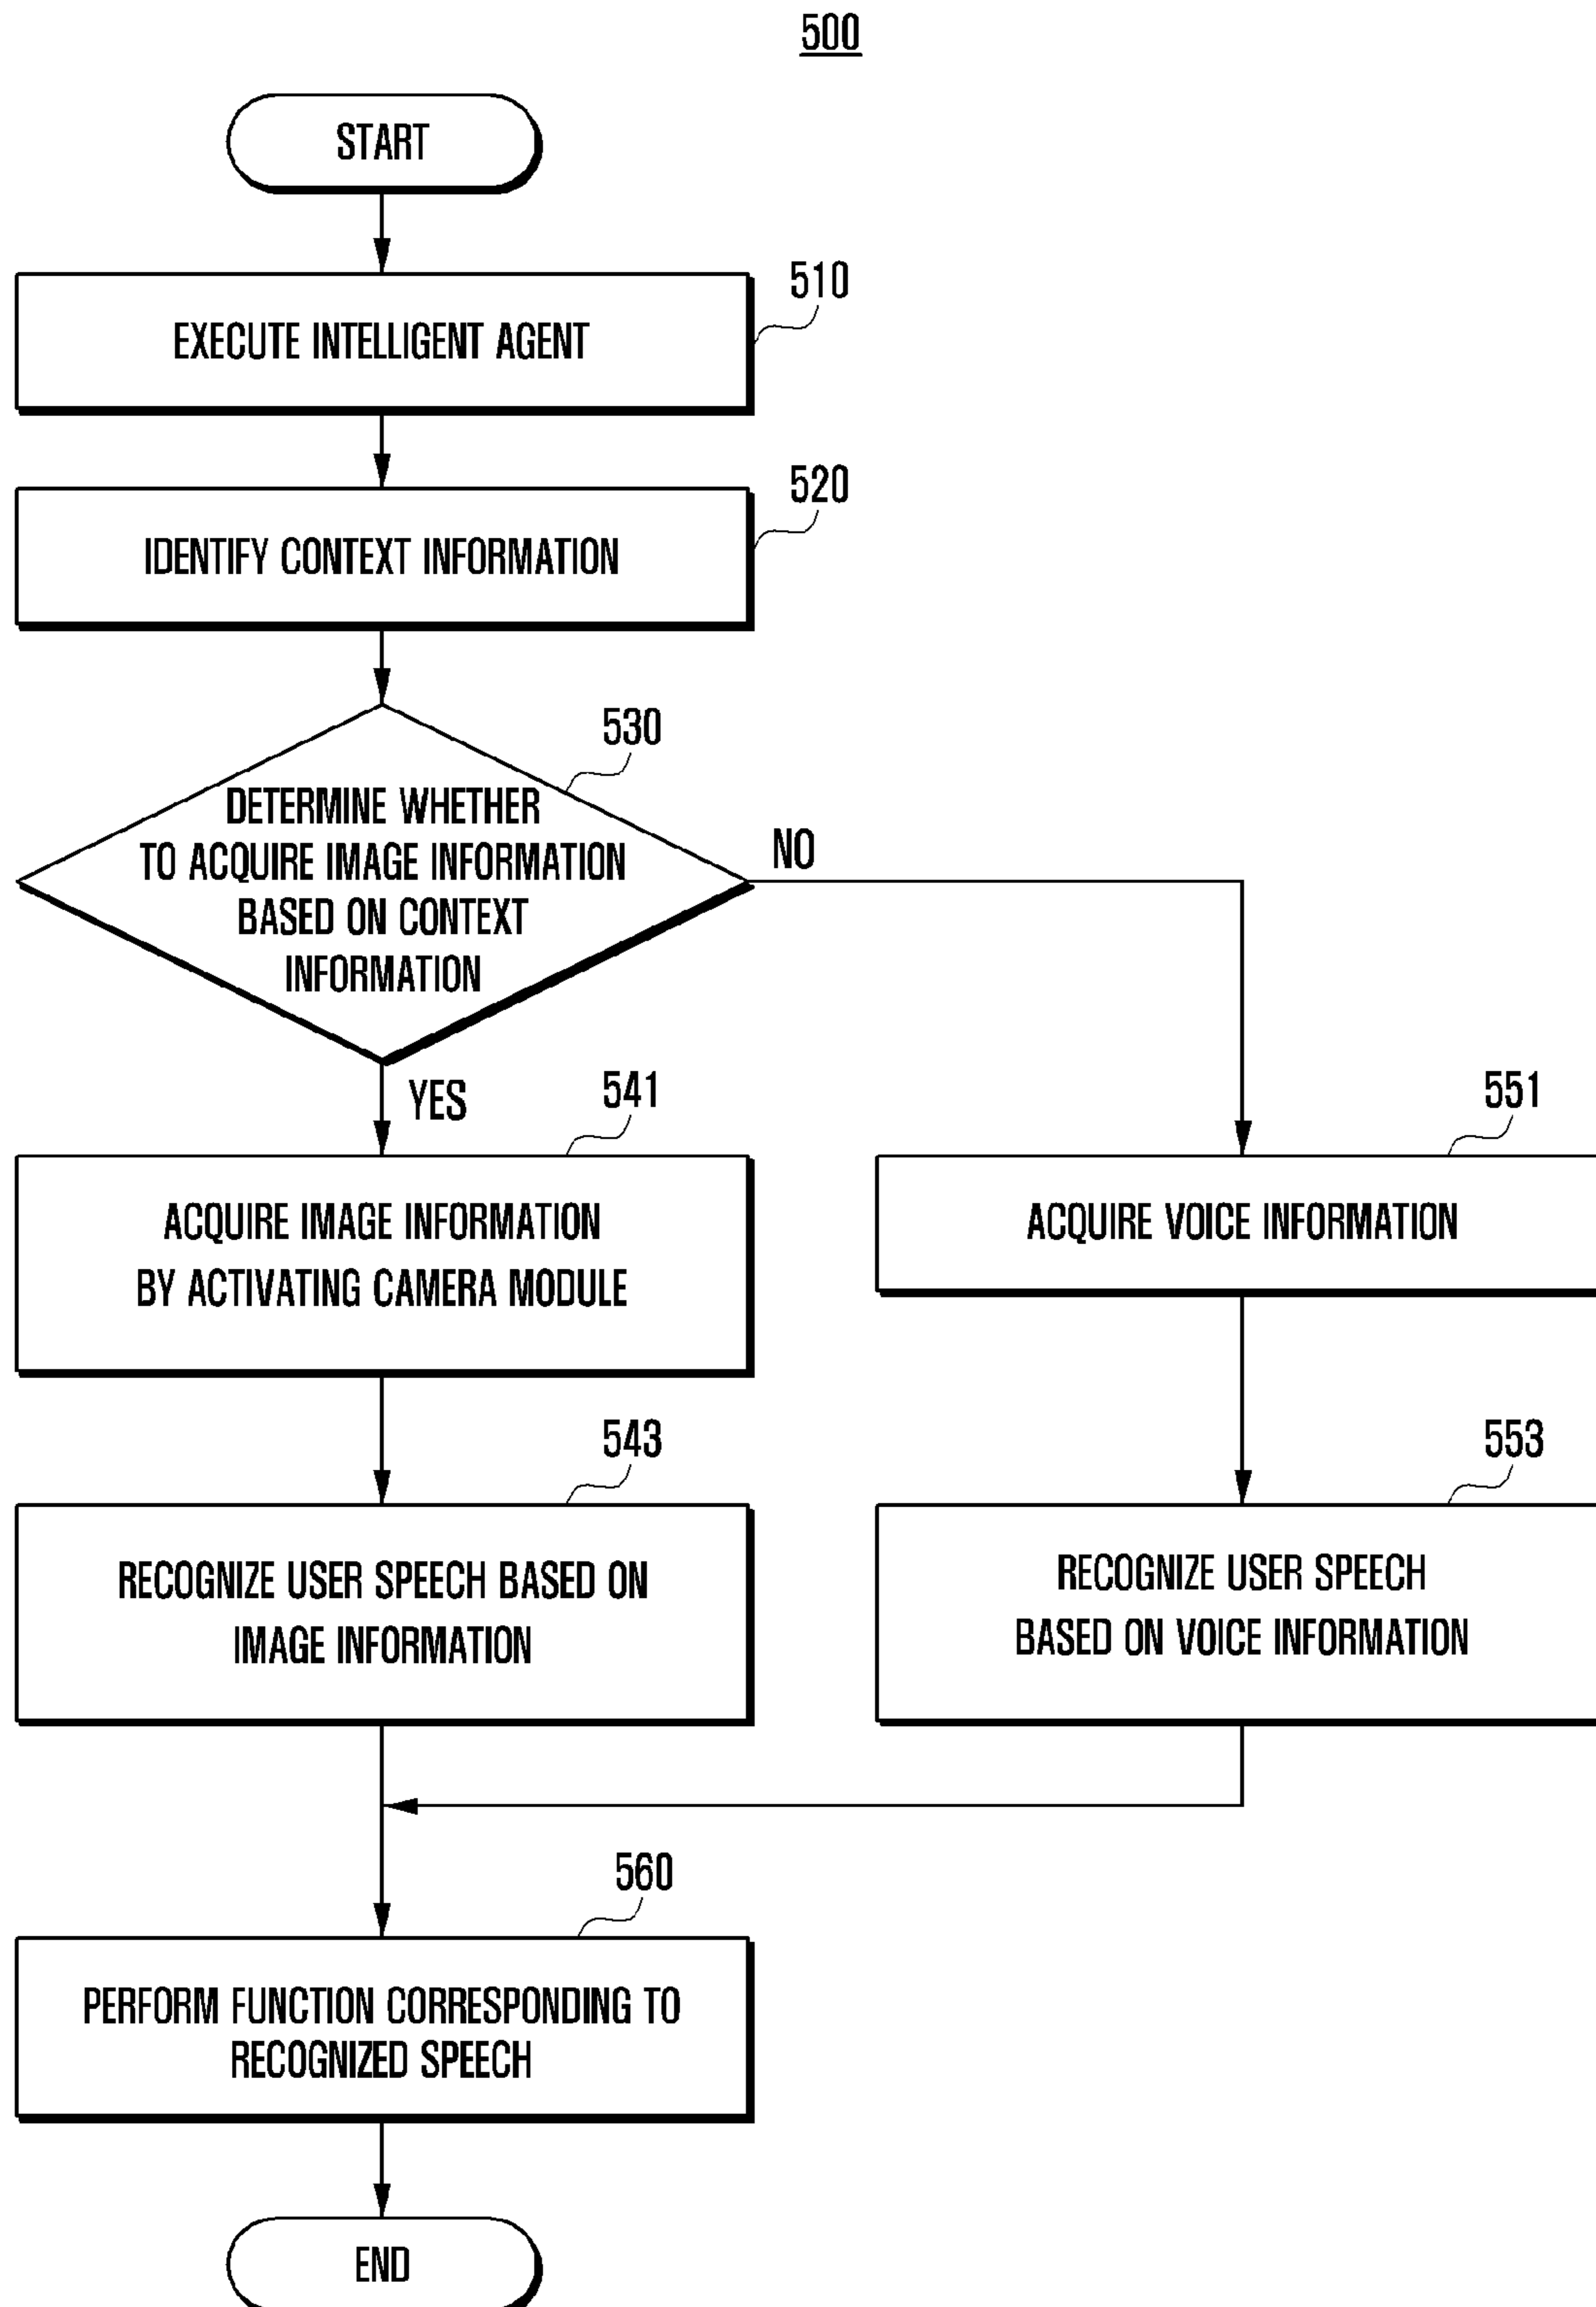 500
START
510
EXECUTE INTELLIGENT AGENT
520
IDENTIFY CONTEXT INFORMATION
530
DETERMINE WHETHER
TO ACQUIRE IMAGE INFORMATION
BASED ON CONTEXT
INFORMATION
NO
YES
541
ACQUIRE IMAGE INFORMATION
BY ACTIVATING CAMERA MODULE
551
ACQUIRE VOICE INFORMATION
543
RECOGNIZE USER SPEECH BASED ON
IMAGE INFORMATION
553
RECOGNIZE USER SPEECH
BASED ON VOICE INFORMATION
560
PERFORM FUNCTION CORRESPONDING TO
RECOGNIZED SPEECH
END